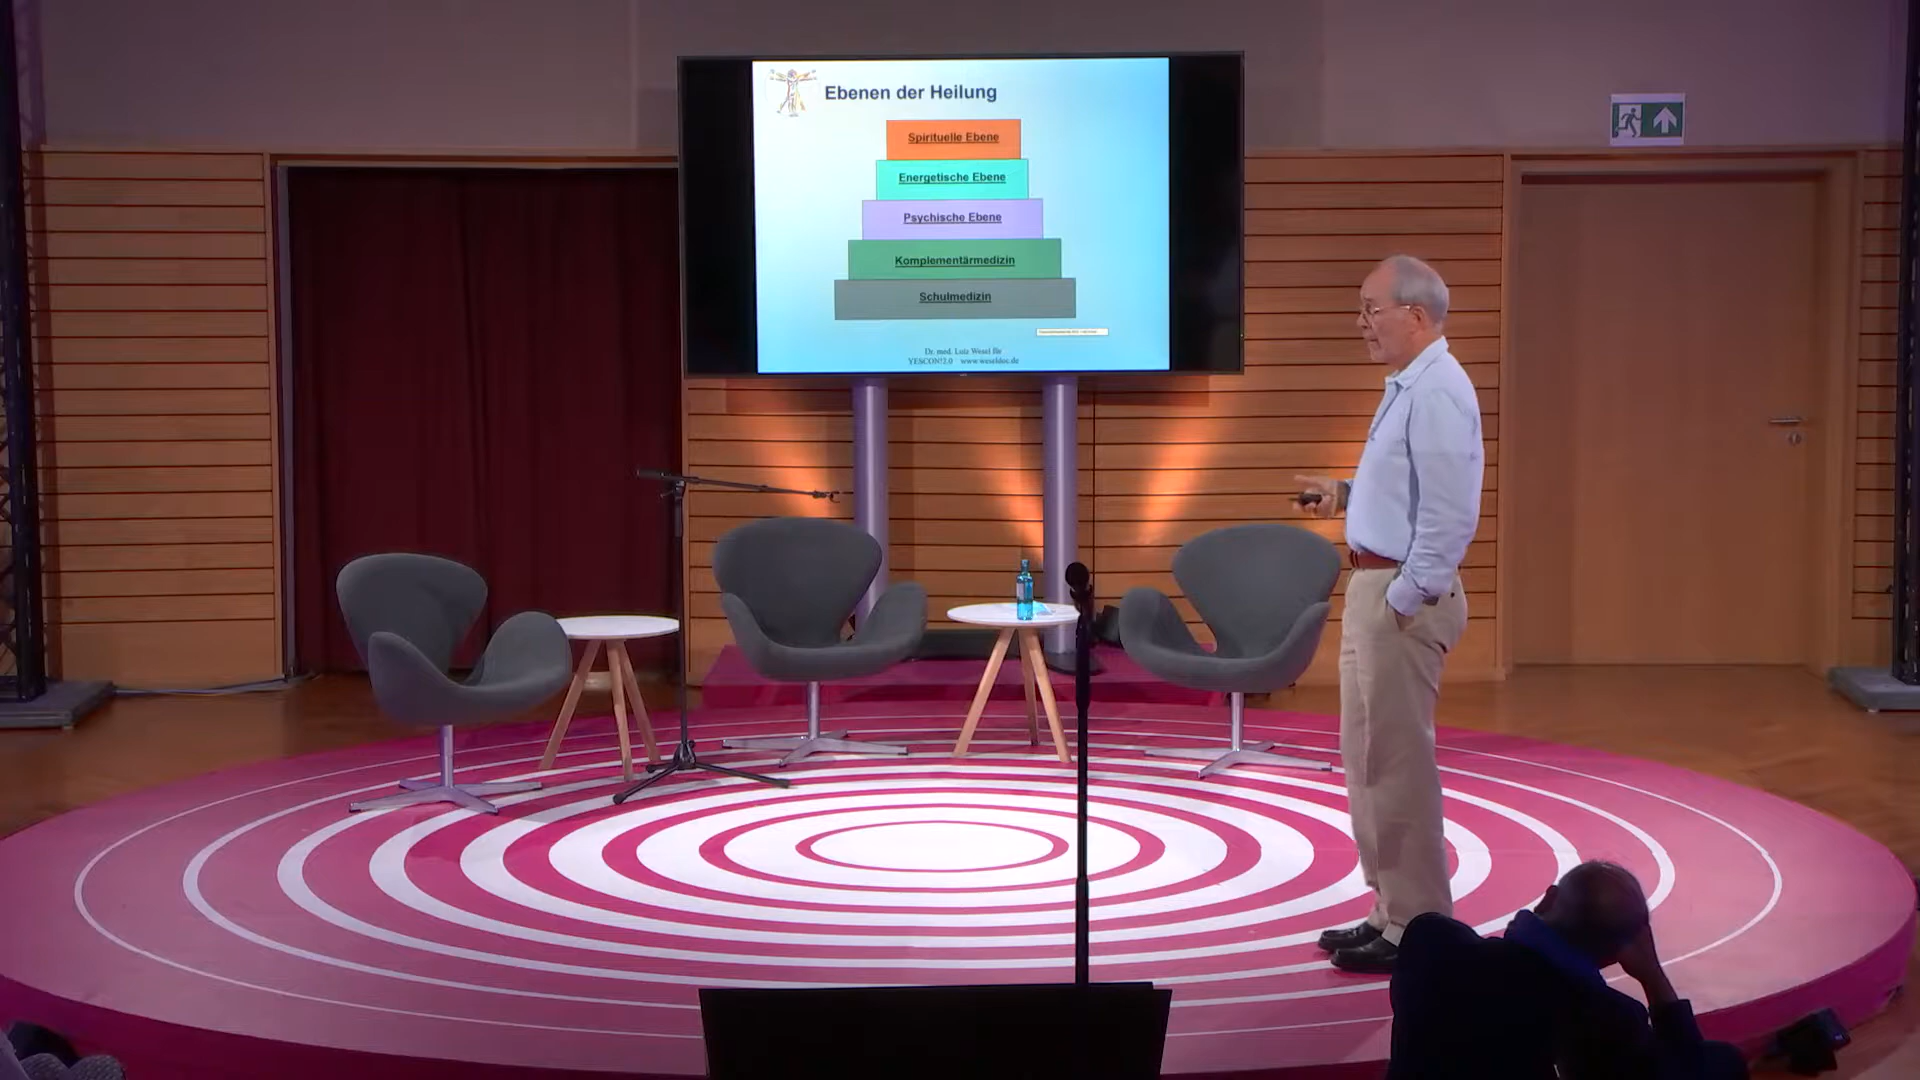 Ebenen der Heilung
Spirituelle Ebene
Energetische Ebene
Psychische Ebene
Komplementärmedizin
Schulmedizin
Dr. med. Lutz Wesel für
YESCON!2.0 www.weseldoc.de